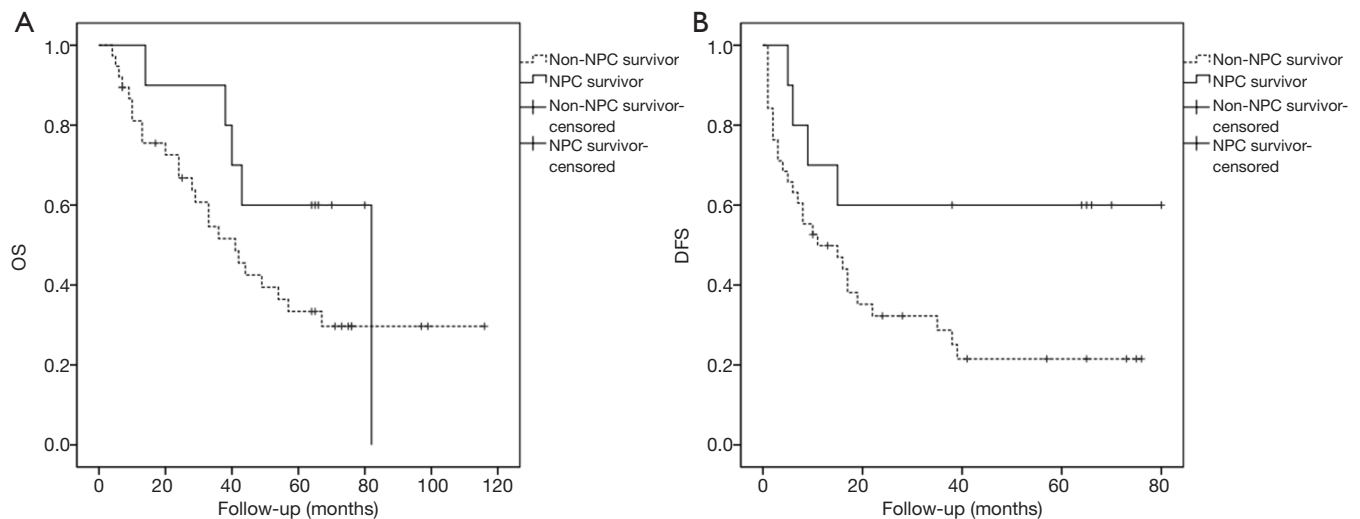 A
OS
1.0
0.8
0.6
0.4
0.2
0.0
0 20 40 60 80 100 120
Follow-up (months)
Non-NPC survivor
NPC survivor
Non-NPC survivor-
censored
NPC survivor-
censored
B
DFS
1.0
0.8
0.6
0.4
0.2
0.0
0 20 40 60 80
Follow-up (months)
Non-NPC survivor
NPC survivor
Non-NPC survivor-
censored
NPC survivor-
censored